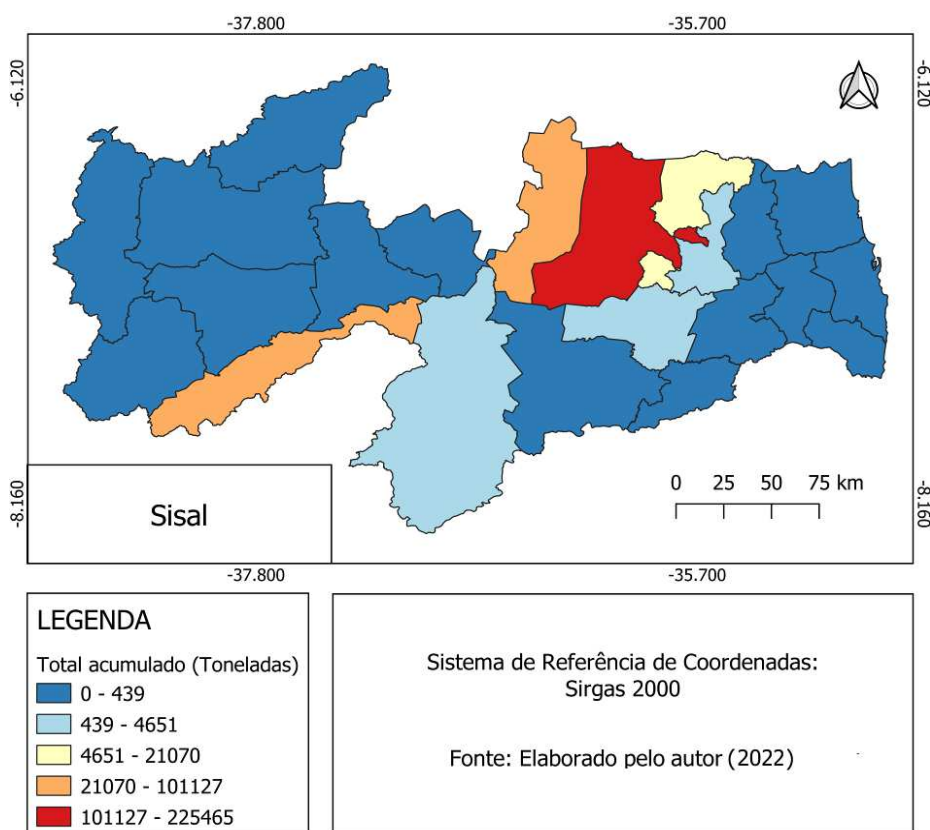 -37.800
-35.700
-6.120
-6.120
-8.160
-8.160
0 25 50 75 km
Sisal
-37.800
-35.700
LEGENDA
Total acumulado (Toneladas)
0 - 439
439 - 4651
4651 - 21070
21070 - 101127
101127 - 225465
Sistema de Referência de Coordenadas:
Sirgas 2000
Fonte: Elaborado pelo autor (2022)